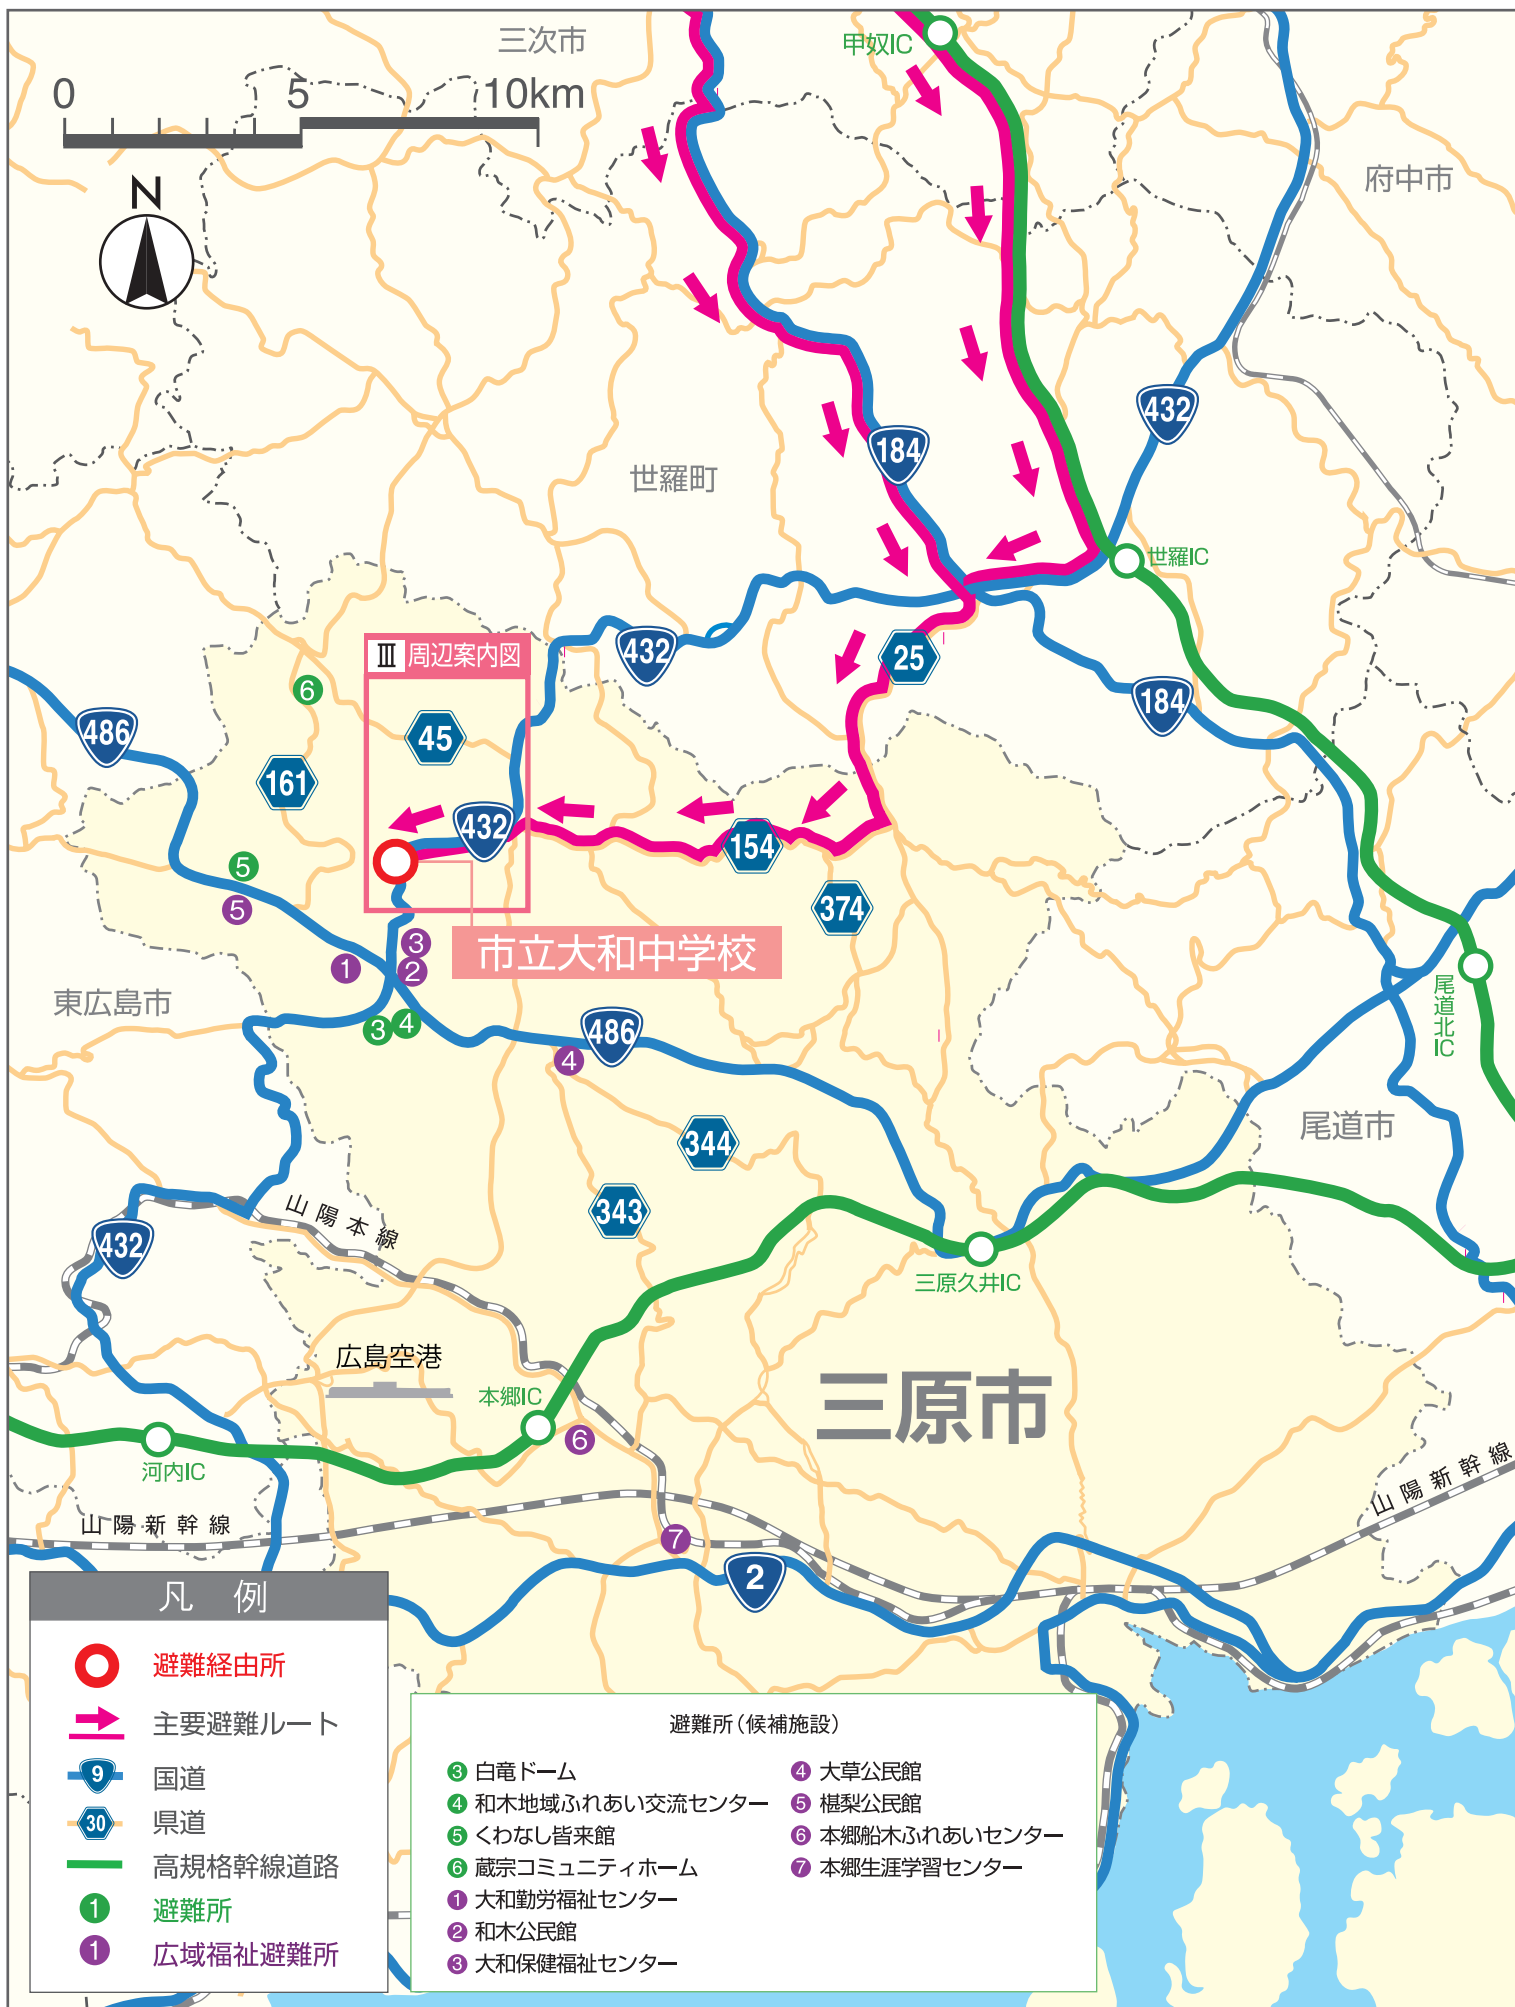 三次市
甲奴IC
0 5 10km
N
府中市
432
184
世羅町
世羅IC
Ⅲ 周辺案内図
432
25
6
486
45
184
161
432
154
5
374
5
3
市立大和中学校
1
2
東広島市
尾道北IC
3
4
486
4
尾道市
344
343
山陽本線
432
三原久井IC
広島空港
三原市
本郷IC
6
河内IC
山陽新幹線
山陽新幹線
7
2
凡 例
避難経由所
主要避難ルート
9 国道
30 県道
高規格幹線道路
1 避難所
1 広域福祉避難所
避難所(候補施設)
3 白竜ドーム
4 和木地域ふれあい交流センター
5 くわなし皆来館
6 蔵宗コミュニティホーム
1 大和勤労福祉センター
2 和木公民館
3 大和保健福祉センター
4 大草公民館
5 椹梨公民館
6 本郷船木ふれあいセンター
7 本郷生涯学習センター